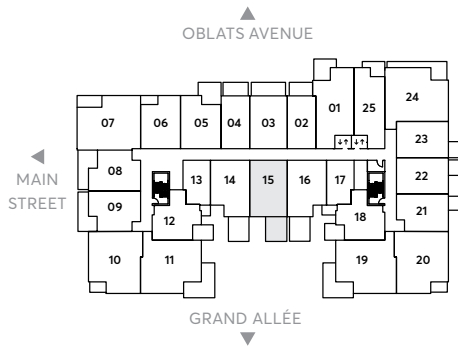 OBLATS AVENUE
01 25 24
07 06 05 04 03 02
23
MAIN
STREET
08 13 14 15 16 17 22
09 12 18 21
10 11 19 20
GRAND ALLÉE